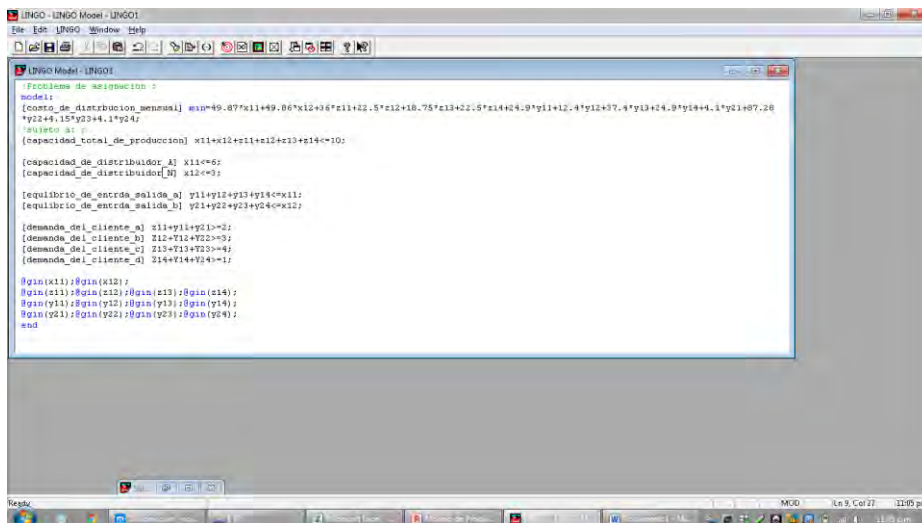 LINGO - LINGO Model - LINGO1
File Edit LINGO Window Help
LINGO Model - LINGO1
!Problema de asignacion ;
model:
[costo_de_distrbucion_mensual] min=49.87*x11+49.86*x12+36*z11+22.5*z12+18.75*z13+22.5*z14+24.9*y11+12.4*y12+37.4*y13+24.9*y14+4.1*y21+87.28
*y22+4.15*y23+4.1*y24;
!sujeto a: ;
[capacidad_total_de_produccion] x11+x12+z11+z12+z13+z14<=10;
[capacidad_de_distribuidor_A] x11<=6;
[capacidad_de_distribuidor_N] x12<=3;
[equlibrio_de_entrda_salida_a] y11+y12+y13+y14<=x11;
[equlibrio_de_entrda_salida_b] y21+y22+y23+y24<=x12;
[demanda_del_cliente_a] z11+y11+y21>=2;
[demanda_del_cliente_b] Z12+Y12+Y22>=3;
[demanda_del_cliente_c] Z13+Y13+Y23>=4;
[demanda_del_cliente_d] Z14+Y14+Y24>=1;
@gin(x11);@gin(x12);
@gin(z11);@gin(z12);@gin(z13);@gin(z14);
@gin(y11);@gin(y12);@gin(y13);@gin(y14);
@gin(y21);@gin(y22);@gin(y23);@gin(y24);
end
Ready MOD Ln 9, Col 27 11:05 p